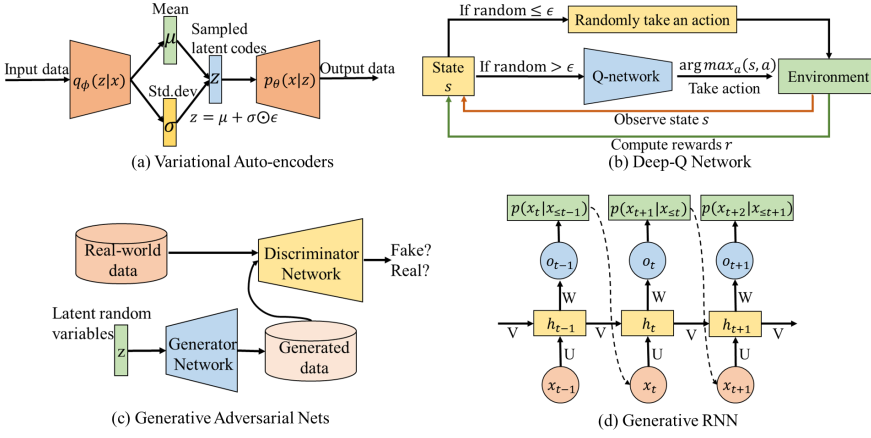 Mean
μ
Sampled
latent codes
Input data
q_ϕ(z|x)
z
p_θ(x|z)
Output data
Std.dev
σ
z = μ + σ⊙ϵ
(a) Variational Auto-encoders
If random ≤ ϵ
Randomly take an action
State
s
If random > ϵ
Q-network
arg max_a(s, a)
Take action
Environment
Observe state s
Compute rewards r
(b) Deep-Q Network
Real-world
data
Discriminator
Network
Fake?
Real?
Latent random
variables
z
Generator
Network
Generated
data
(c) Generative Adversarial Nets
p(x_t|x_≤t−1) p(x_t+1|x_≤t) p(x_t+2|x_≤t+1)
o_t−1 o_t o_t+1
W W W
V h_t−1 V h_t V h_t+1 V
U U U
x_t−1 x_t x_t+1
(d) Generative RNN